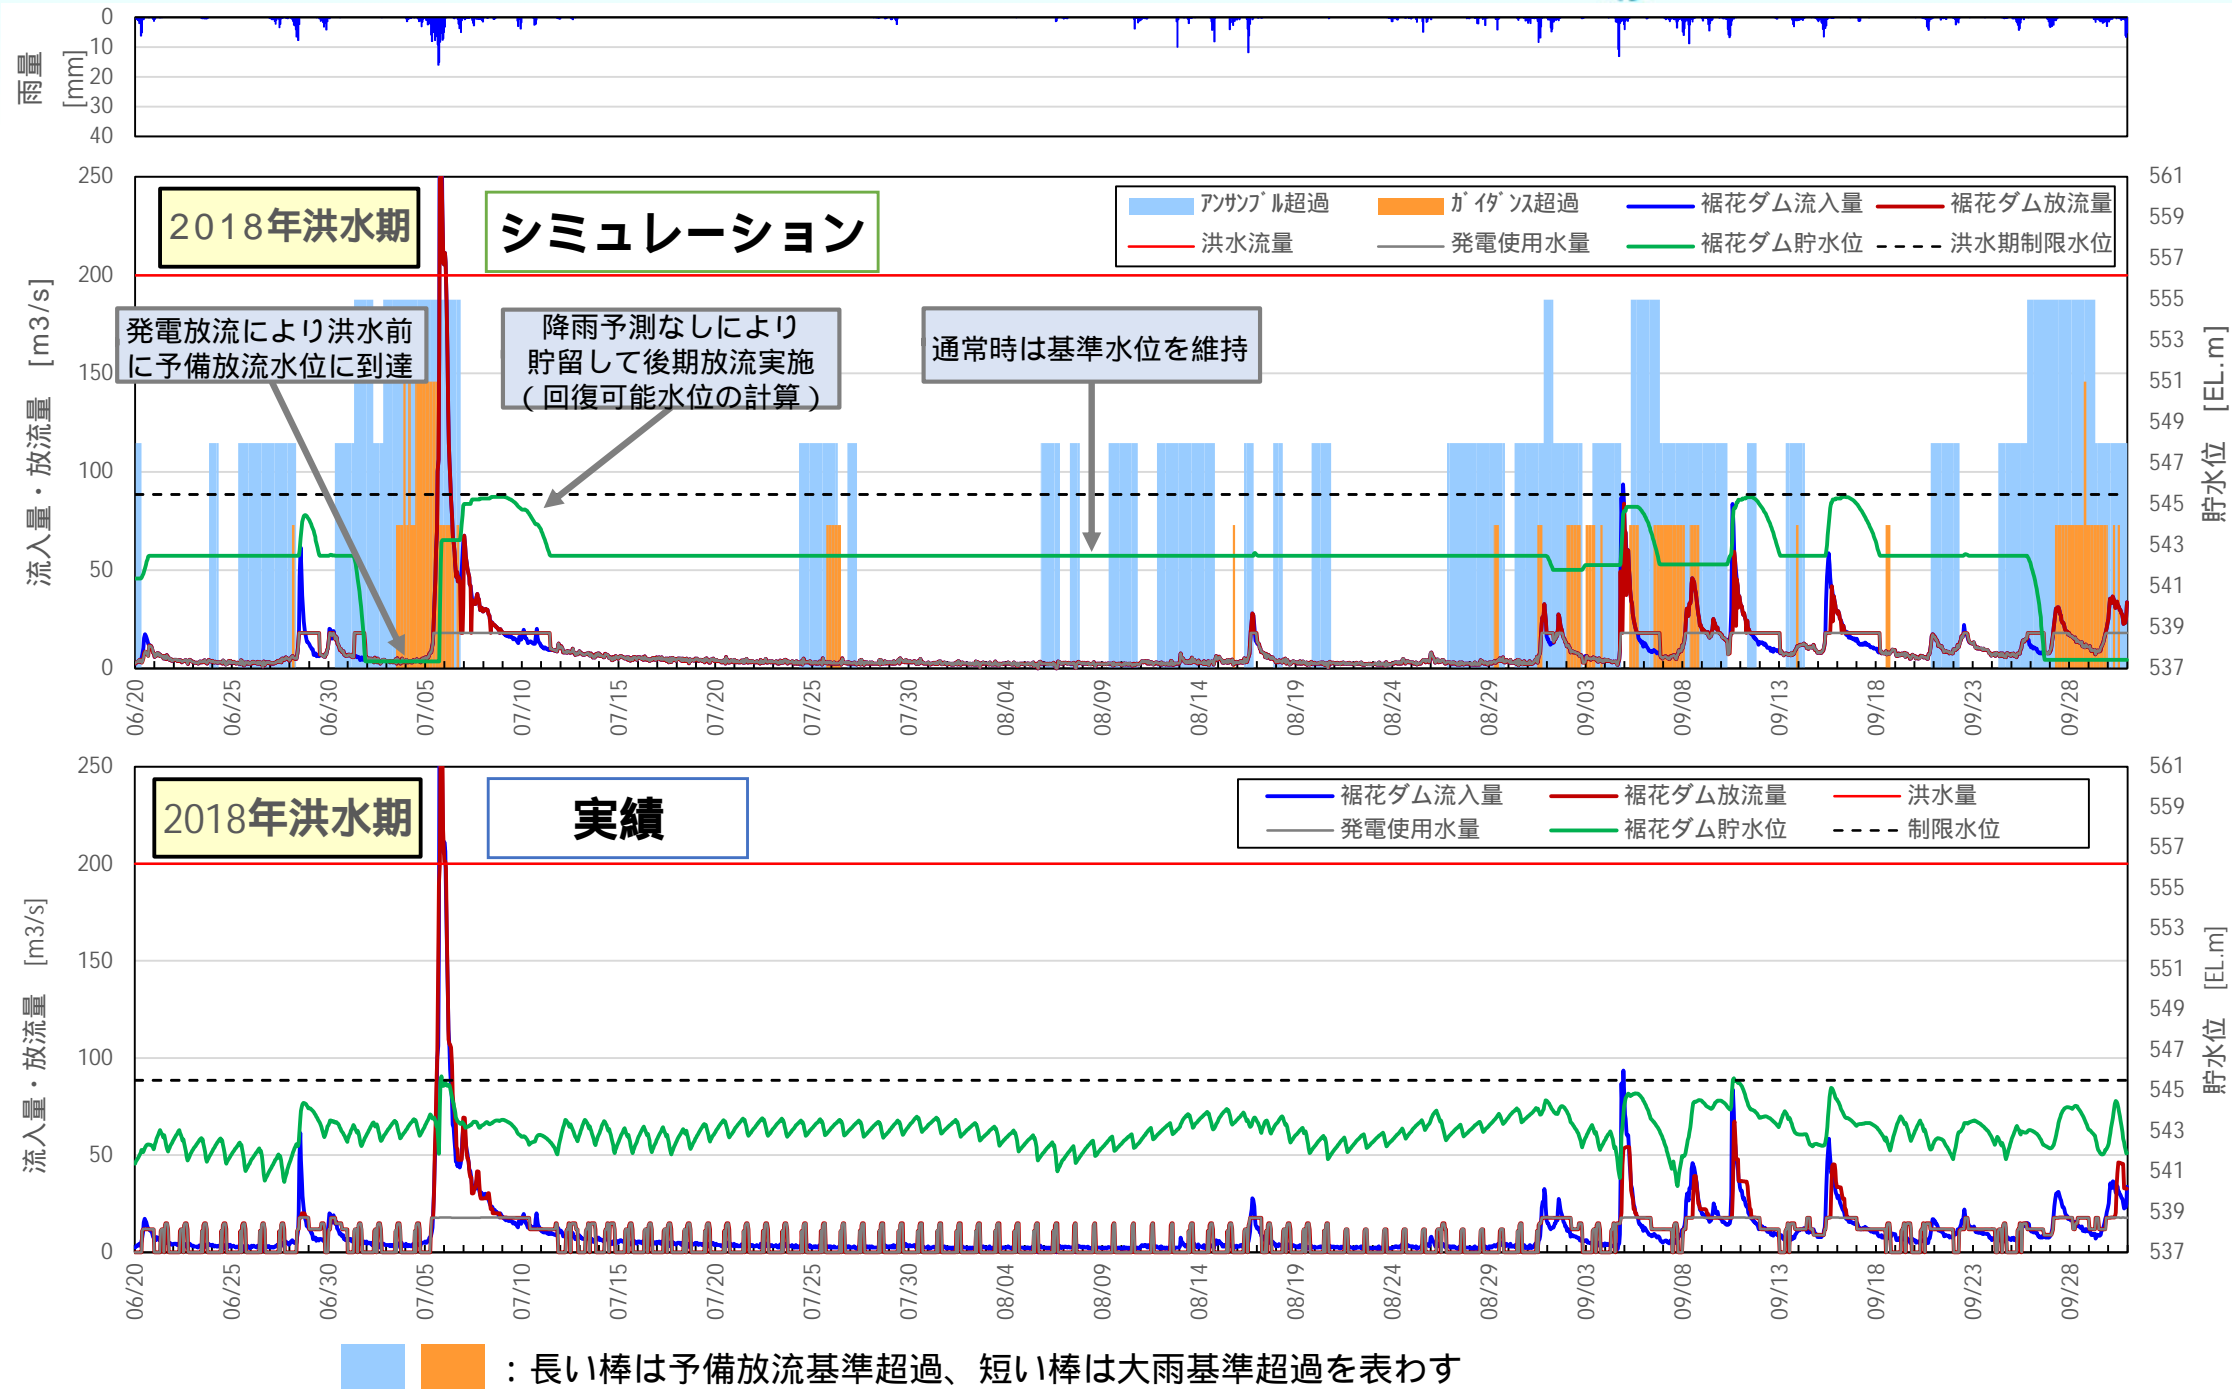 雨量 [mm]
0
10
20
30
40
流入量・放流量 [m3/s]
250
200
150
100
50
0
2018年洪水期
シミュレーション
ｱﾝｻﾝﾌﾞﾙ超過
ｶﾞｲﾀﾞﾝｽ超過
裾花ダム流入量
裾花ダム放流量
洪水流量
発電使用水量
裾花ダム貯水位
洪水期制限水位
発電放流により洪水前
に予備放流水位に到達
降雨予測なしにより
貯留して後期放流実施
(回復可能水位の計算)
通常時は基準水位を維持
561
559
557
555
553
551
549
547
545
543
541
539
537
貯水位 [EL.m]
06/20
06/25
06/30
07/05
07/10
07/15
07/20
07/25
07/30
08/04
08/09
08/14
08/19
08/24
08/29
09/03
09/08
09/13
09/18
09/23
09/28
流入量・放流量 [m3/s]
250
200
150
100
50
0
2018年洪水期
実績
裾花ダム流入量
裾花ダム放流量
洪水量
発電使用水量
裾花ダム貯水位
制限水位
561
559
557
555
553
551
549
547
545
543
541
539
537
貯水位 [EL.m]
06/20
06/25
06/30
07/05
07/10
07/15
07/20
07/25
07/30
08/04
08/09
08/14
08/19
08/24
08/29
09/03
09/08
09/13
09/18
09/23
09/28
：長い棒は予備放流基準超過、短い棒は大雨基準超過を表わす